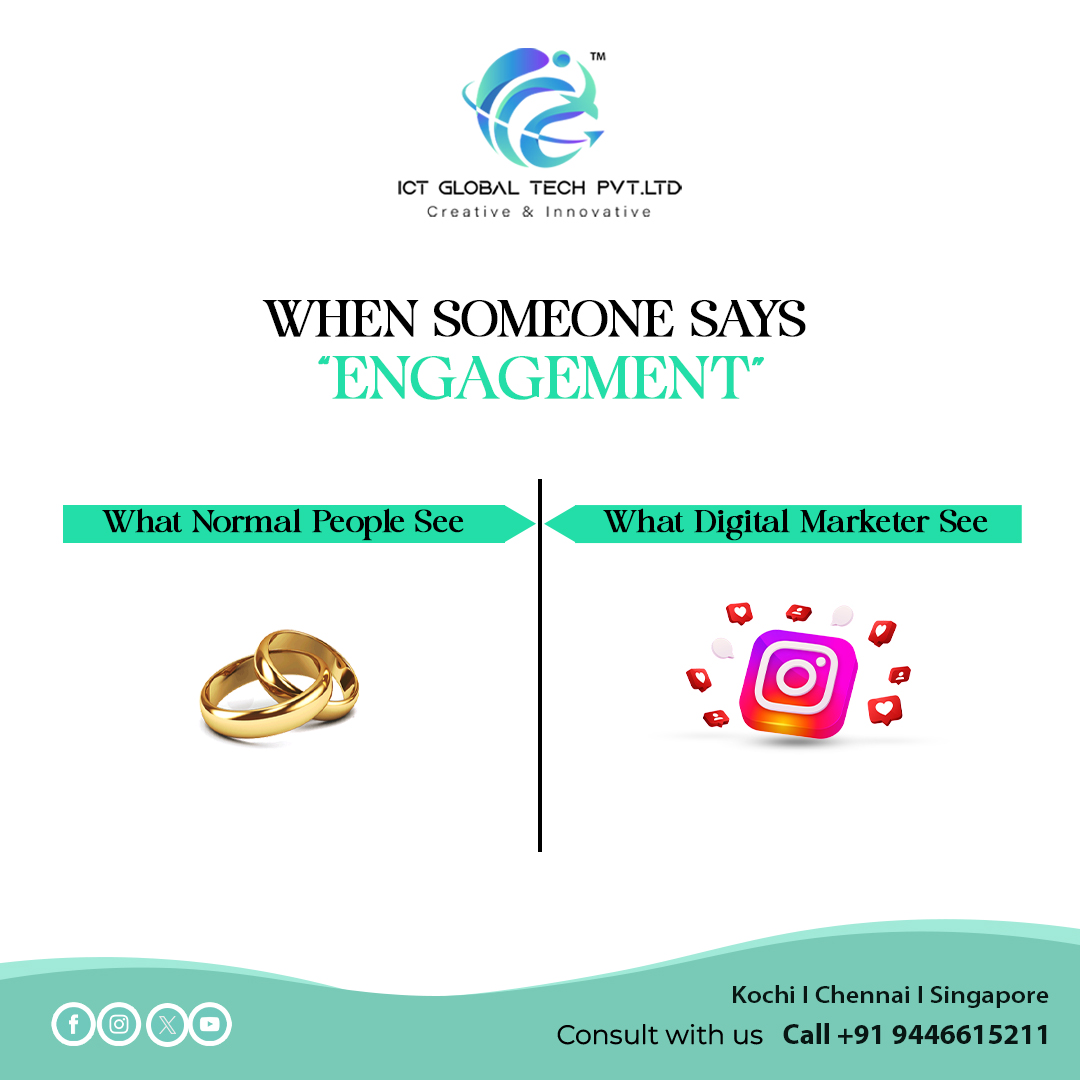 TM
ICT GLOBAL TECH PVT.LTD
Creative & Innovative
WHEN SOMEONE SAYS
“ENGAGEMENT”
What Normal People See
What Digital Marketer See
Kochi I Chennai I Singapore
Consult with us Call +91 9446615211